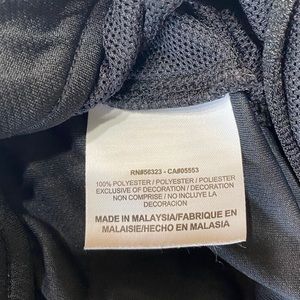 RN#56323 - CA#05553
100% POLYESTER / POLYESTER / POLIESTER
EXCLUSIVE OF DECORATION / DECORATION
NON COMPRISE / NO INCLUYE LA
DECORACION
MADE IN MALAYSIA/FABRIQUE EN
MALAISIE/HECHO EN MALASIA